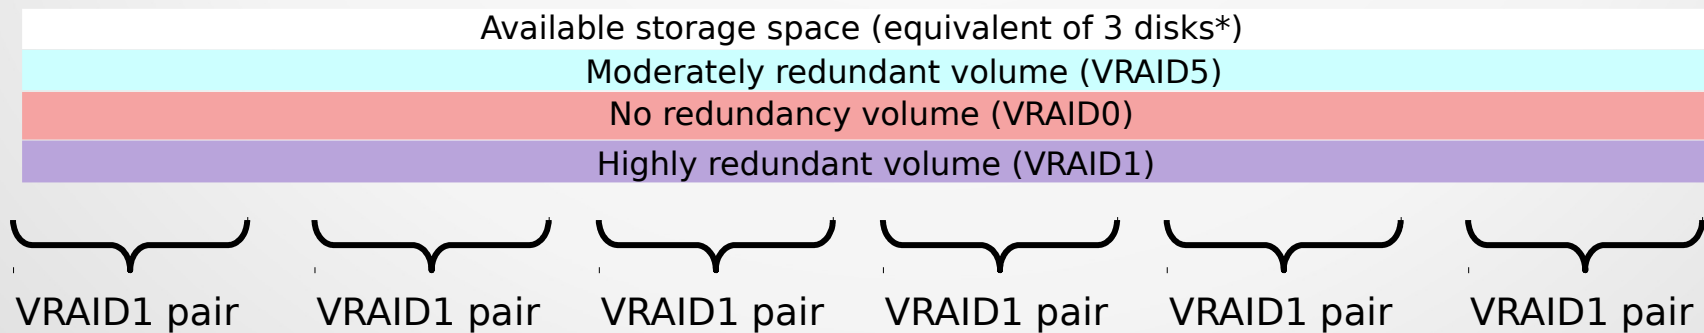 Available storage space (equivalent of 3 disks*)
Moderately redundant volume (VRAID5)
No redundancy volume (VRAID0)
Highly redundant volume (VRAID1)
VRAID1 pair VRAID1 pair VRAID1 pair VRAID1 pair VRAID1 pair VRAID1 pair